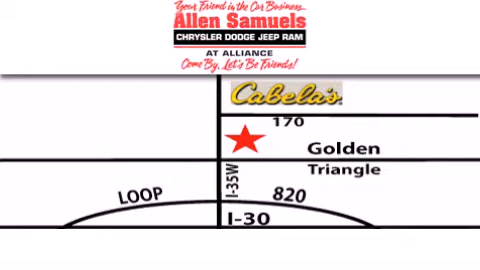 Your Friend in the Car Business
Allen Samuels
CHRYSLER DODGE JEEP RAM
AT ALLIANCE
Come By, Let's Be Friends!
Cabela's
170
Golden
Triangle
I-35W
LOOP 820
I-30